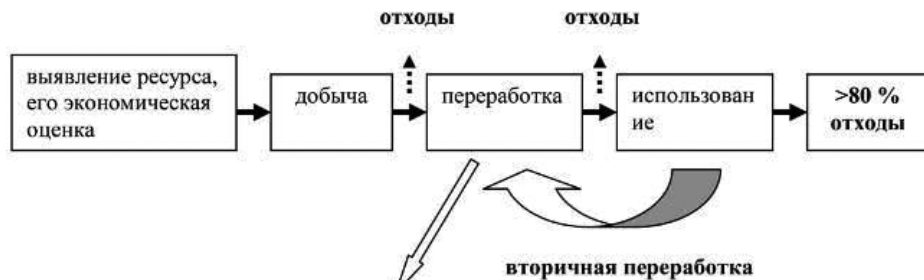 отходы
отходы
выявление ресурса,
его экономическая
оценка
добыча
переработка
использован
ие
>80 %
отходы
вторичная переработка